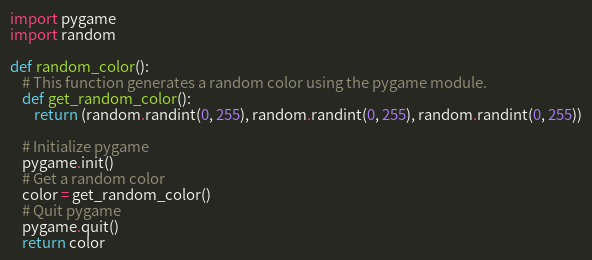 import pygame
import random

def random_color():
    # This function generates a random color using the pygame module.
    def get_random_color():
        return (random.randint(0, 255), random.randint(0, 255), random.randint(0, 255))

    # Initialize pygame
    pygame.init()
    # Get a random color
    color = get_random_color()
    # Quit pygame
    pygame.quit()
    return color